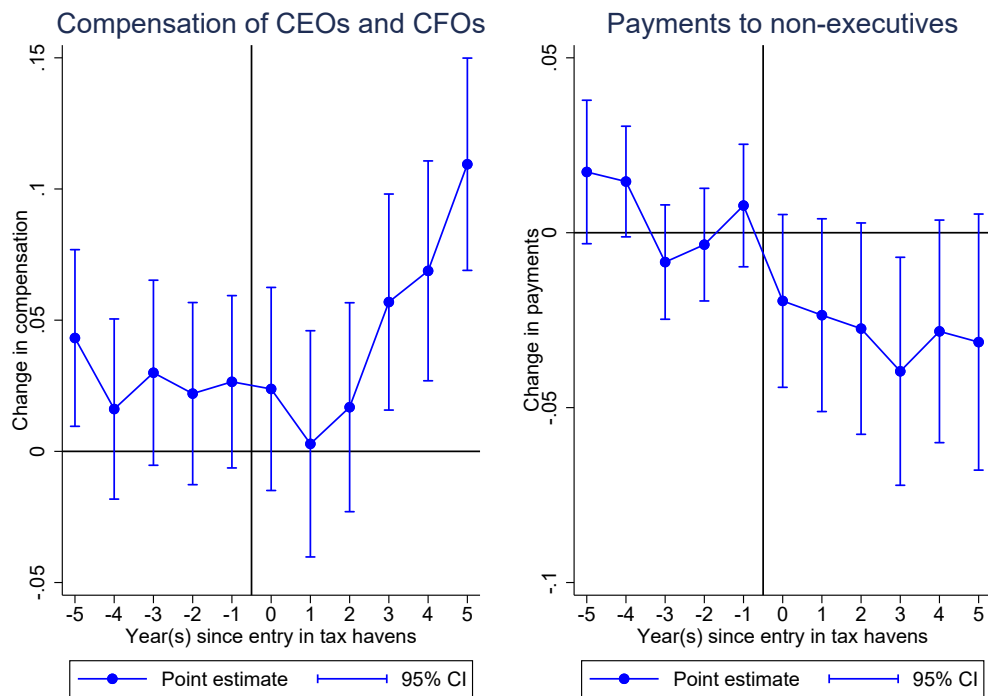 Compensation of CEOs and CFOs
Change in compensation
.15
.1
.05
0
-.05
-5 -4 -3 -2 -1 0 1 2 3 4 5
Year(s) since entry in tax havens
Point estimate 95% CI
Payments to non-executives
Change in payments
.05
0
-.05
-.1
-5 -4 -3 -2 -1 0 1 2 3 4 5
Year(s) since entry in tax havens
Point estimate 95% CI